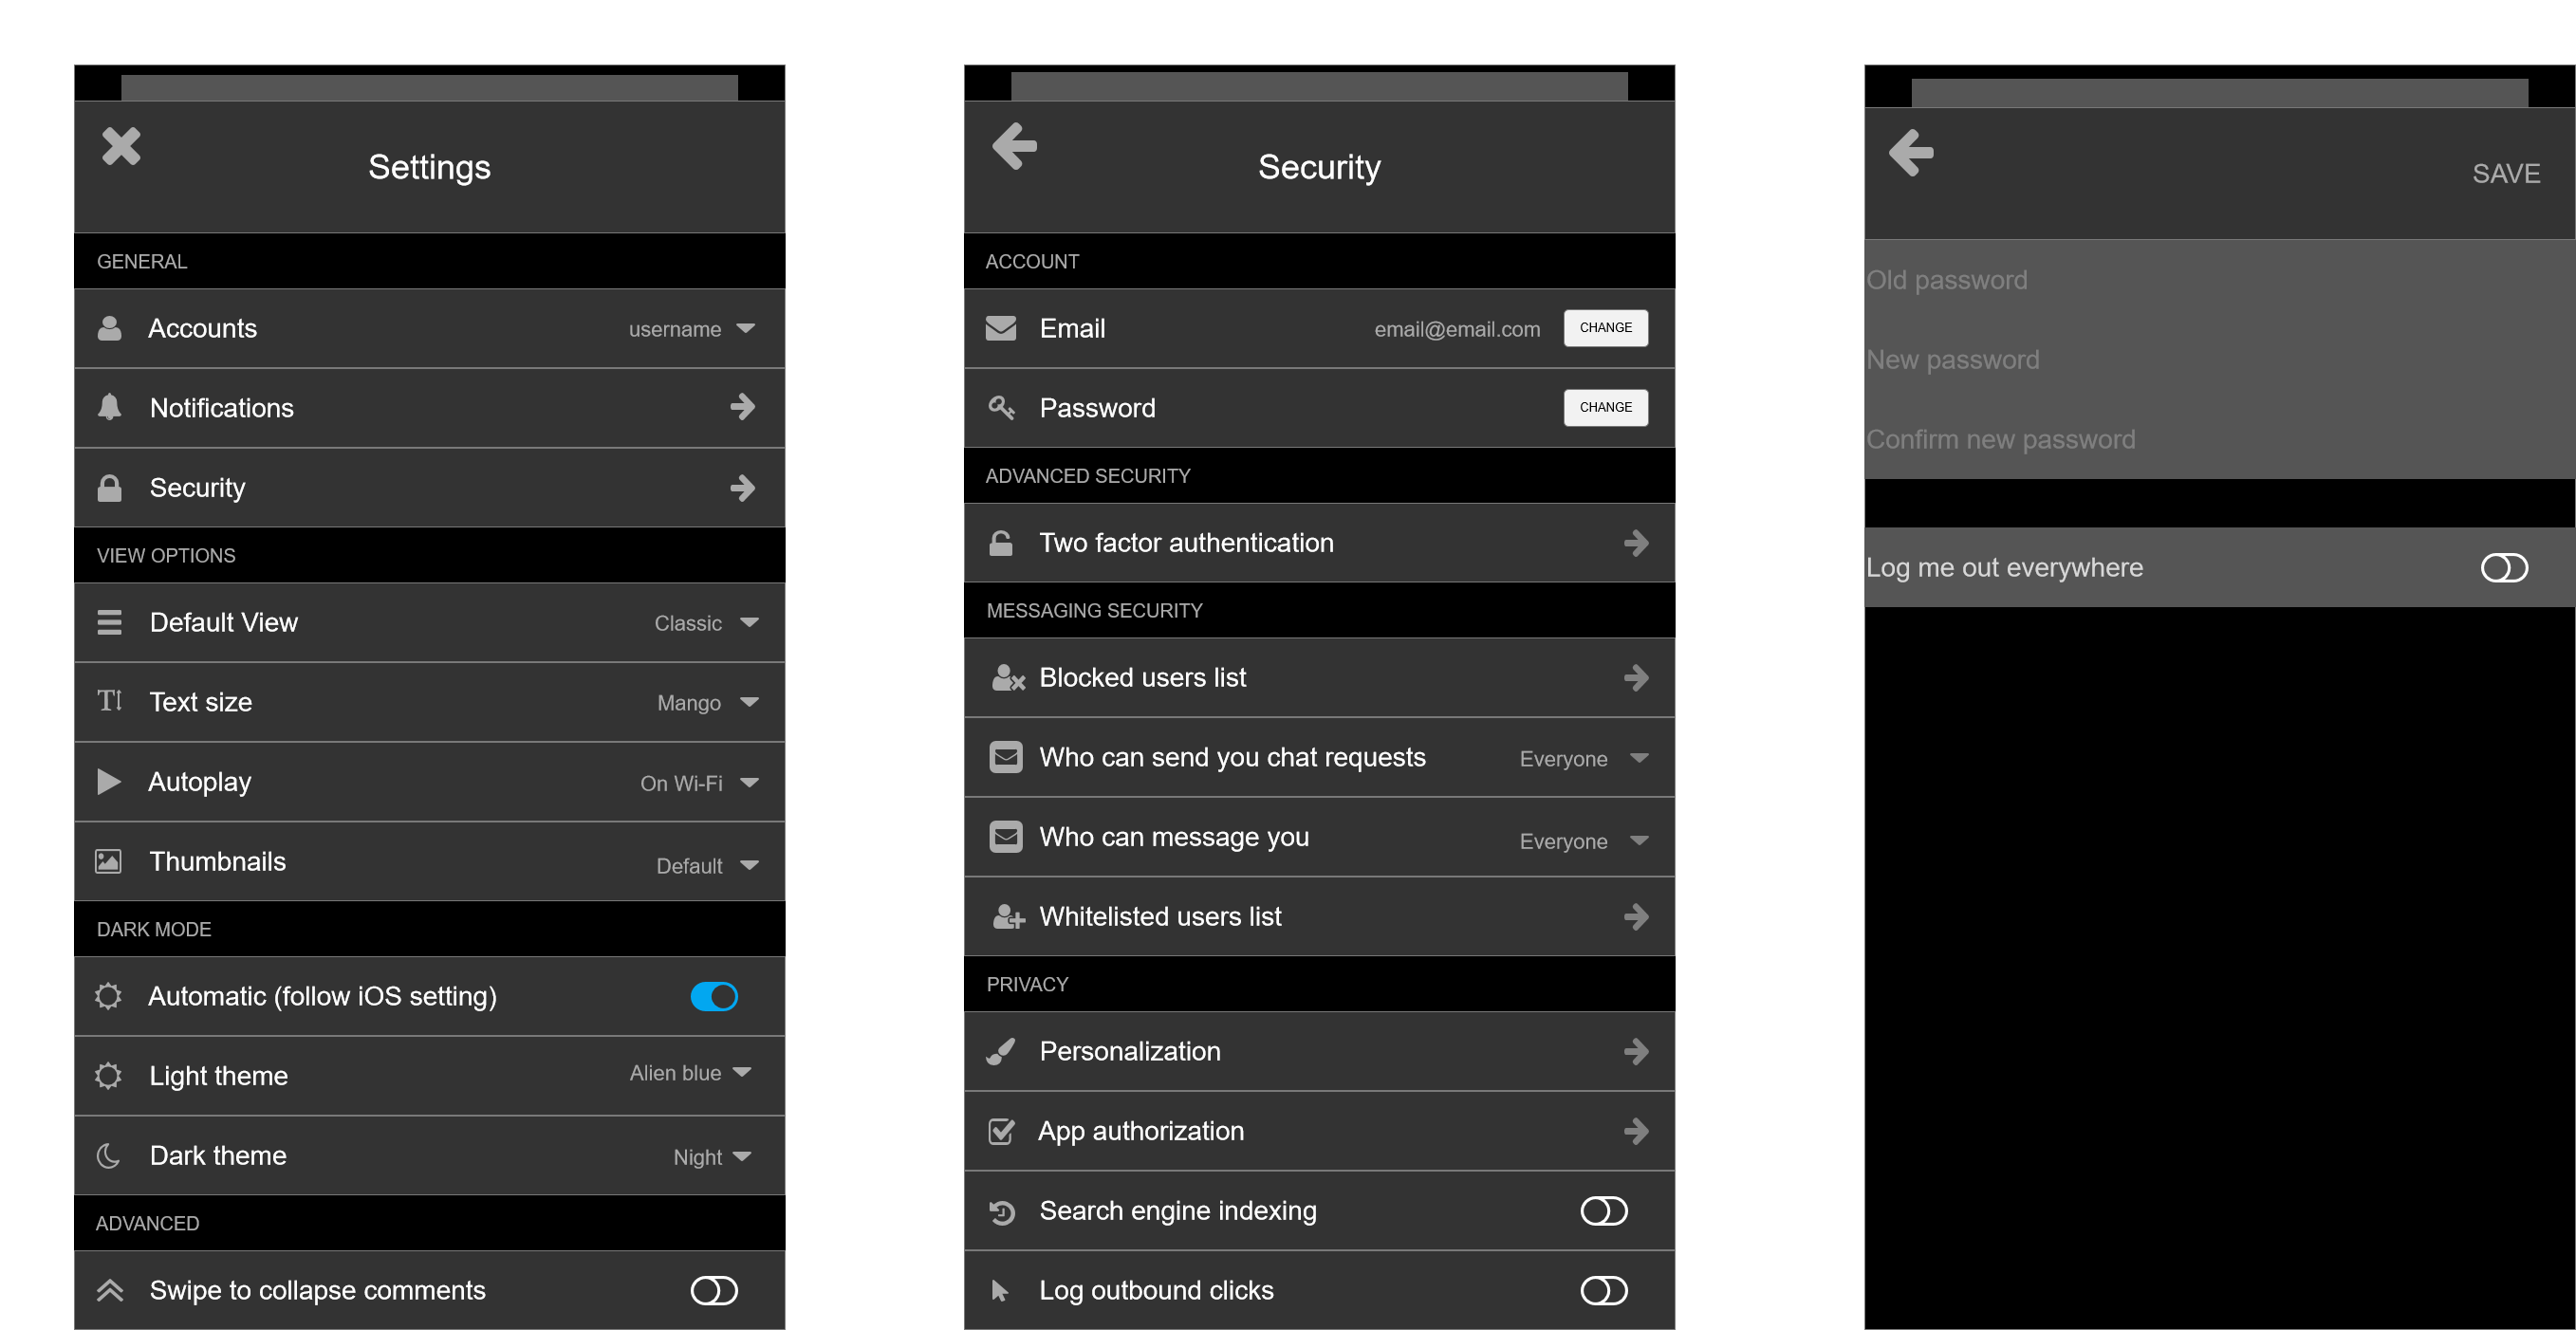 Settings
GENERAL
Accounts username
Notifications
Security
VIEW OPTIONS
Default View Classic
Text size Mango
Autoplay On Wi-Fi
Thumbnails Default
DARK MODE
Automatic (follow iOS setting)
Light theme Alien blue
Dark theme Night
ADVANCED
Swipe to collapse comments
Security
ACCOUNT
Email email@email.com CHANGE
Password CHANGE
ADVANCED SECURITY
Two factor authentication
MESSAGING SECURITY
Blocked users list
Who can send you chat requests Everyone
Who can message you Everyone
Whitelisted users list
PRIVACY
Personalization
App authorization
Search engine indexing
Log outbound clicks
SAVE
Old password
New password
Confirm new password
Log me out everywhere